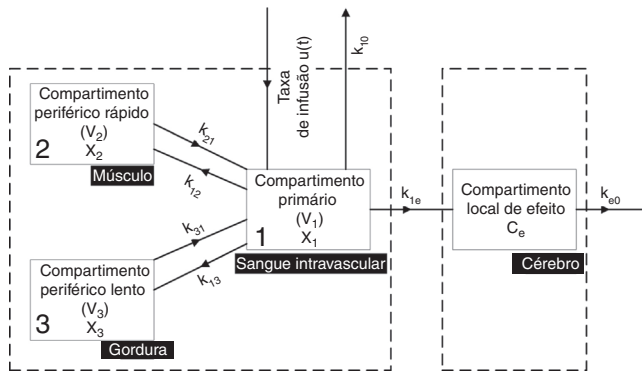 Taxa
de infusão u(t)
k10
Compartimento
periférico rápido
(V2)
2
X2
Músculo
k21
k12
Compartimento
primário
(V1)
1
X1
Sangue intravascular
k31
k13
Compartimento
periférico lento
(V3)
3
X3
Gordura
k1e
Compartimento
local de efeito
Ce
Cérebro
ke0